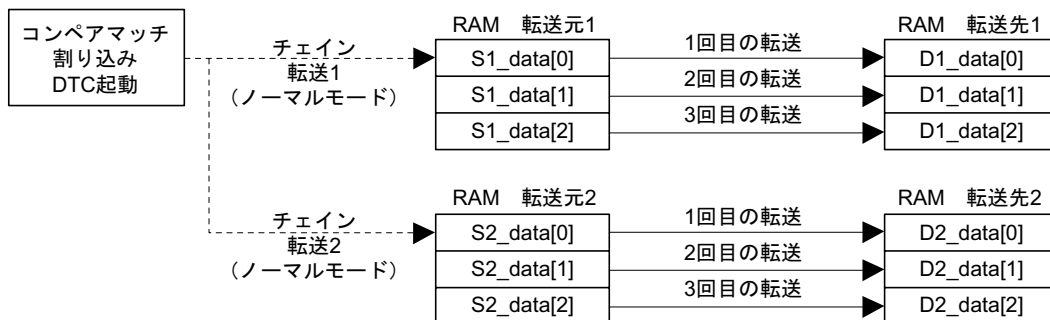 コンペアマッチ
割り込み
DTC起動
チェイン
転送1
（ノーマルモード）
RAM　転送元1
S1_data[0]
S1_data[1]
S1_data[2]
1回目の転送
2回目の転送
3回目の転送
RAM　転送先1
D1_data[0]
D1_data[1]
D1_data[2]
チェイン
転送2
（ノーマルモード）
RAM　転送元2
S2_data[0]
S2_data[1]
S2_data[2]
1回目の転送
2回目の転送
3回目の転送
RAM　転送先2
D2_data[0]
D2_data[1]
D2_data[2]